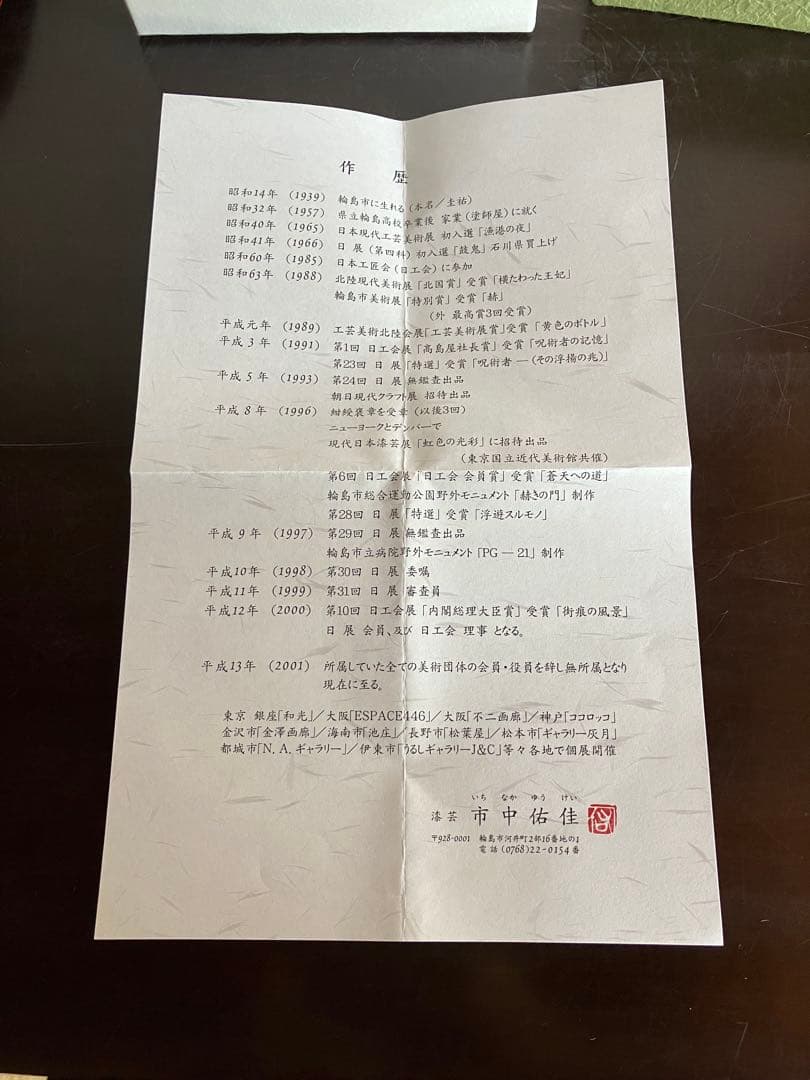 作歴
昭和14年 (1939) 輪島市に生れる (本名／圭祐)
昭和32年 (1957) 県立輪島高校卒業後 家業 (塗師屋) に就く
昭和40年 (1965) 日本現代工芸美術展 初入選「漁港の夜」
昭和41年 (1966) 日 展 (第四科) 初入選「鼓鬼」石川県買上げ
昭和60年 (1985) 日本工匠会 (日工会) に参加
昭和63年 (1988) 北陸現代美術展「北国賞」受賞「横たわった王妃」
輪島市美術展「特別賞」受賞「赫」
(外 最高賞3回受賞)
平成元年 (1989) 工芸美術北陸会展「工芸美術展賞」受賞 「黄色のボトル」
平成 3年 (1991) 第1回 日工会展「高島屋社長賞」受賞「呪術者の記憶」
第23回 日 展「特選」受賞「呪術者 ― (その浮揚の兆)」
平成 5年 (1993) 第24回 日 展 無鑑査出品
朝日現代クラフト展 招待出品
平成 8年 (1996) 紺綬褒章を受章 (以後3回)
ニューヨークとデンバーで
現代日本漆芸展「虹色の光彩」に招待出品
(東京国立近代美術館共催)
第6回 日工会展「日工会 会員賞」受賞「蒼天への道」
輪島市総合運動公園野外モニュメント「赫きの門」制作
第28回 日 展「特選」受賞「浮遊スルモノ」
平成 9年 (1997) 第29回 日 展 無鑑査出品
輪島市立病院野外モニュメント「PG ― 21」制作
平成10年 (1998) 第30回 日 展 委嘱
平成11年 (1999) 第31回 日 展 審査員
平成12年 (2000) 第10回 日工会展「内閣総理大臣賞」受賞「街痕の風景」
日 展 会員、及び 日工会 理事 となる。
平成13年 (2001) 所属していた全ての美術団体の会員・役員を辞し無所属となり
現在に至る。
東京 銀座「和光」／大阪「ESPACE446」／大阪「不二画廊」／神戸「ココロッコ」
金沢市「金澤画廊」／海南市「池庄」／長野市「松葉屋」／松本市「ギャラリー灰月」
都城市「N. A. ギャラリー」／伊東市「うるしギャラリーJ&C」等々各地で個展開催
いち なか ゆう けい
漆芸 市中佑佳
〒928-0001 輪島市河井町2部16番地の1
電話 (0768)22-0154番